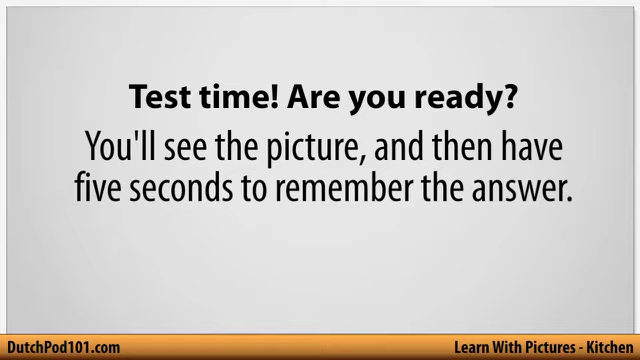 Test time! Are you ready?
You'll see the picture, and then have
five seconds to remember the answer.
DutchPod101.com
Learn With Pictures - Kitchen